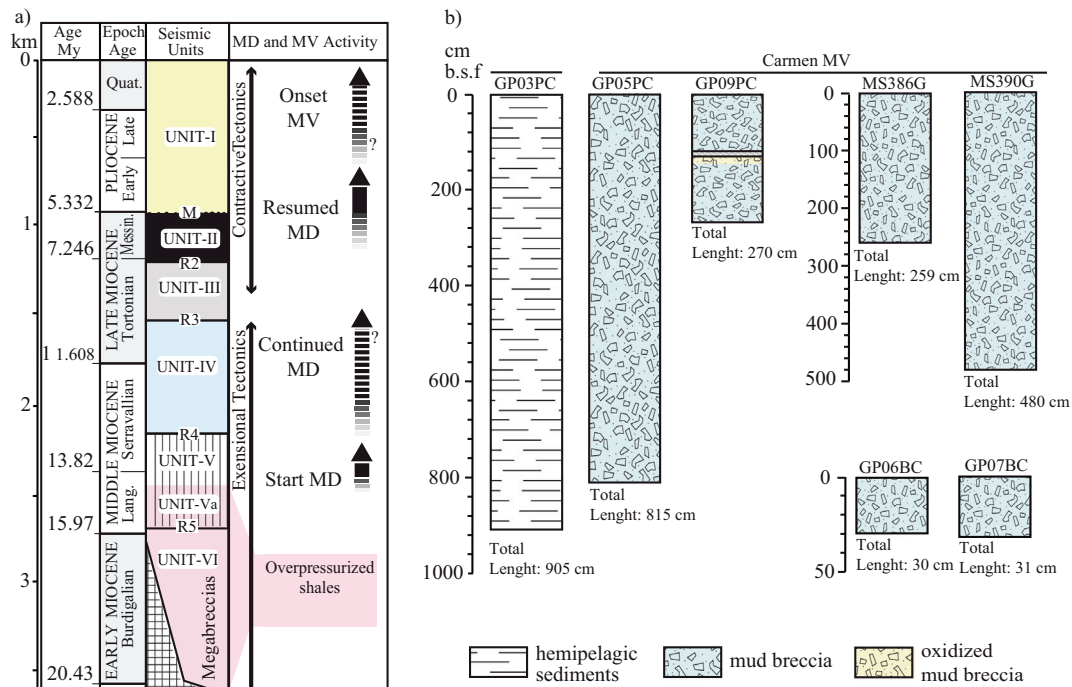 a)
km
Age
My
Epoch
Age
Seismic
Units
MD and MV Activity
0
1
2
3
2.588
5.332
7.246
1 1.608
13.82
15.97
20.43
Quat.
PLIOCENE
Late
Early
LATE MIOCENE
Messin.
Tortonian
MIDDLE MIOCENE
Serravallian
Lang.
EARLY MIOCENE
Burdigalian
UNIT-I
M
UNIT-II
R2
UNIT-III
R3
UNIT-IV
R4
UNIT-V
UNIT-Va
R5
UNIT-VI
Megabreccias
ContractiveTectonics
Exensional Tectonics
Onset
MV
?
Resumed
MD
Continued
MD
?
Start MD
Overpressurized
shales
b)
cm
b.s.f
Carmen MV
GP03PC
GP05PC
GP09PC
MS386G
MS390G
0
200
400
600
800
1000
Total
Lenght: 905 cm
Total
Lenght: 815 cm
Total
Lenght: 270 cm
0
100
200
300
400
500
Total
Lenght: 259 cm
Total
Lenght: 480 cm
GP06BC
GP07BC
0
50
Total
Lenght: 30 cm
Total
Lenght: 31 cm
hemipelagic
sediments
mud breccia
oxidized
mud breccia